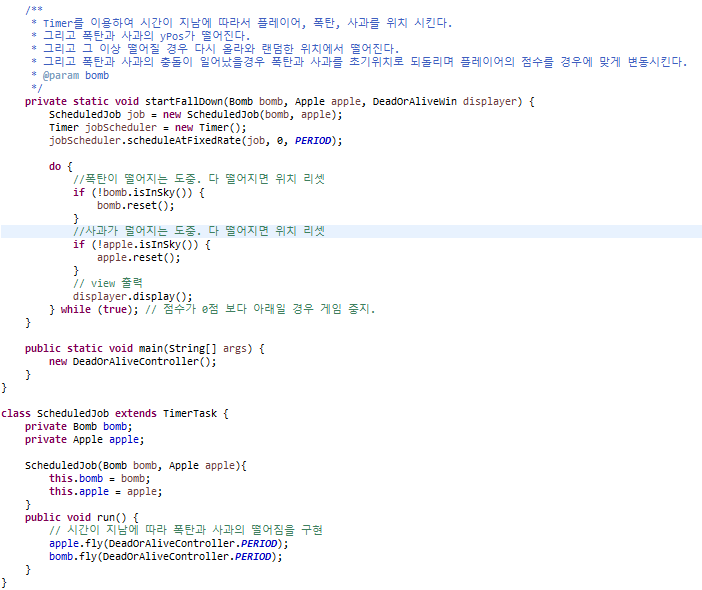 /**
 * Timer를 이용하여 시간이 지남에 따라서 플레이어, 폭탄, 사과를 위치 시킨다.
 * 그리고 폭탄과 사과의 yPos가 떨어진다.
 * 그리고 그 이상 떨어질 경우 다시 올라와 랜덤한 위치에서 떨어진다.
 * 그리고 폭탄과 사과의 충돌이 일어났을경우 폭탄과 사과를 초기위치로 되돌리며 플레이어의 점수를 경우에 맞게 변동시킨다.
 * @param bomb
 */
private static void startFallDown(Bomb bomb, Apple apple, DeadOrAliveWin displayer) {
ScheduledJob job = new ScheduledJob(bomb, apple);
Timer jobScheduler = new Timer();
jobScheduler.scheduleAtFixedRate(job, 0, PERIOD);
do {
//폭탄이 떨어지는 도중. 다 떨어지면 위치 리셋
if (!bomb.isInSky()) {
bomb.reset();
}
//사과가 떨어지는 도중. 다 떨어지면 위치 리셋
if (!apple.isInSky()) {
apple.reset();
}
// view 출력
displayer.display();
} while (true); // 점수가 0점 보다 아래일 경우 게임 중지.
}
public static void main(String[] args) {
new DeadOrAliveController();
}
}
class ScheduledJob extends TimerTask {
private Bomb bomb;
private Apple apple;
ScheduledJob(Bomb bomb, Apple apple){
this.bomb = bomb;
this.apple = apple;
}
public void run() {
// 시간이 지남에 따라 폭탄과 사과의 떨어짐을 구현
apple.fly(DeadOrAliveController.PERIOD);
bomb.fly(DeadOrAliveController.PERIOD);
}
}